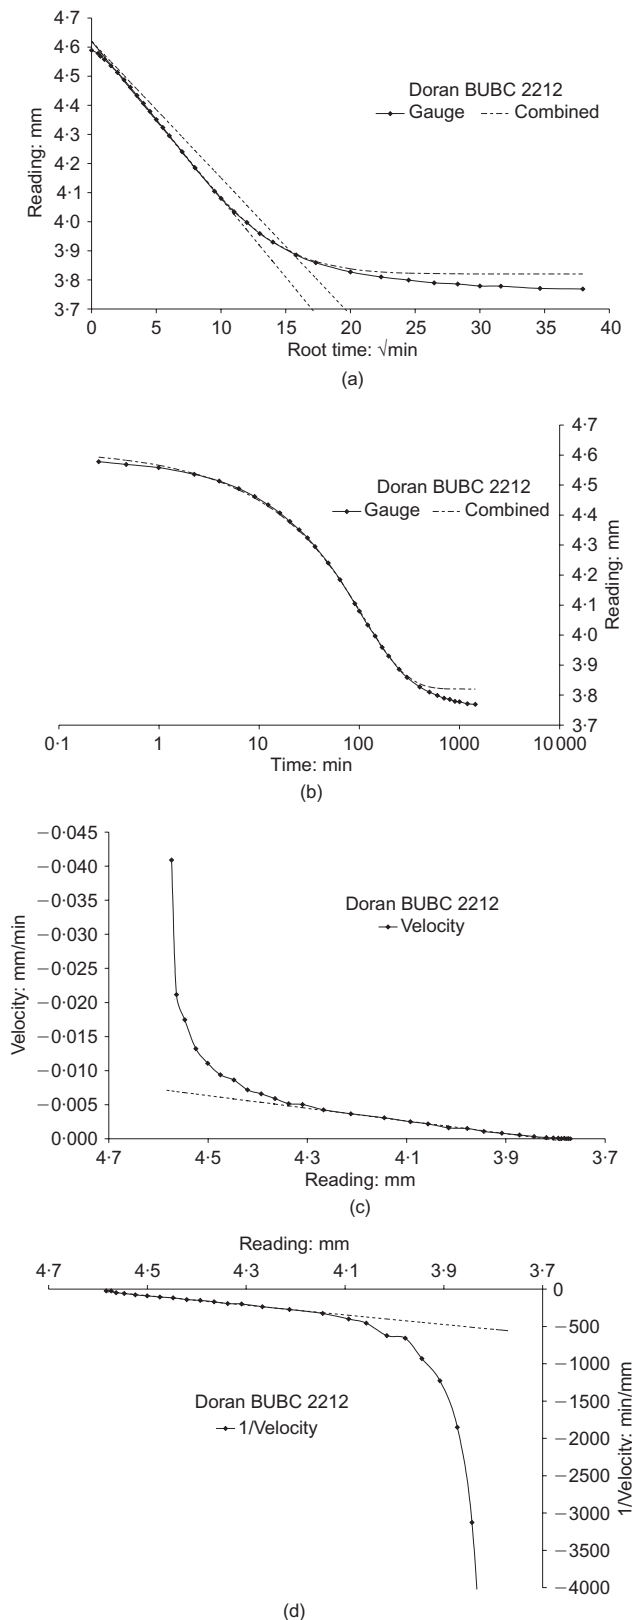 4·7
4·6
4·5
4·4
4·3
4·2
4·1
4·0
3·9
3·8
3·7
Reading: mm
Doran BUBC 2212
Gauge Combined
0 5 10 15 20 25 30 35 40
Root time: √min
(a)
4·7
4·6
4·5
4·4
4·3
4·2
4·1
4·0
3·9
3·8
3·7
Reading: mm
Doran BUBC 2212
Gauge Combined
0·1 1 10 100 1000 10 000
Time: min
(b)
−0·045
−0·040
−0·035
−0·030
−0·025
−0·020
−0·015
−0·010
−0·005
0·000
Velocity: mm/min
Doran BUBC 2212
Velocity
4·7 4·5 4·3 4·1 3·9 3·7
Reading: mm
(c)
Reading: mm
4·7 4·5 4·3 4·1 3·9 3·7
0
−500
−1000
−1500
−2000
−2500
−3000
−3500
−4000
1/Velocity: min/mm
Doran BUBC 2212
1/Velocity
(d)